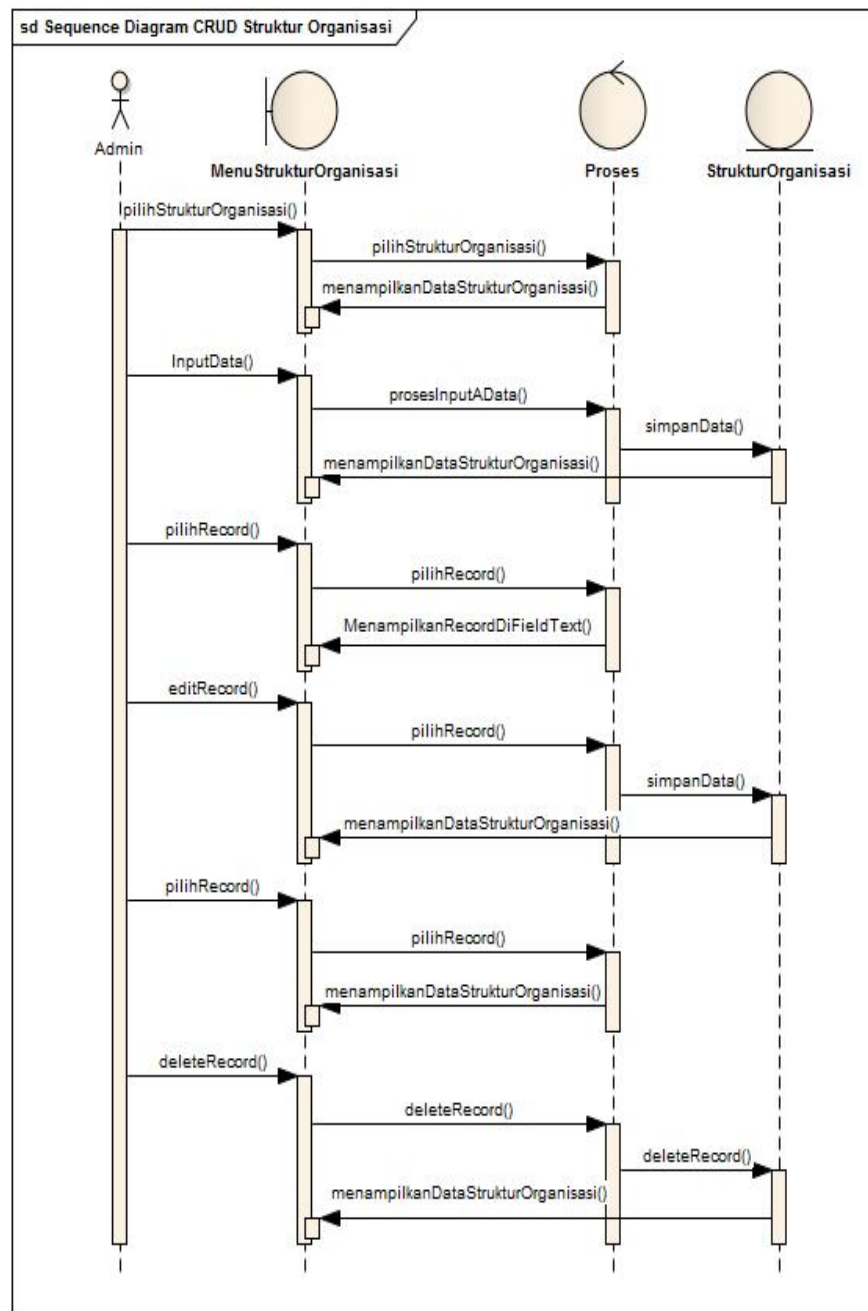 sd Sequence Diagram CRUD Struktur Organisasi
Admin
MenuStrukturOrganisasi
Proses
StrukturOrganisasi
pilihStrukturOrganisasi()
pilihStrukturOrganisasi()
menampilkanDataStrukturOrganisasi()
InputData()
prosesInputAData()
simpanData()
menampilkanDataStrukturOrganisasi()
pilihRecord()
pilihRecord()
MenampilkanRecordDiFieldText()
editRecord()
pilihRecord()
simpanData()
menampilkanDataStrukturOrganisasi()
pilihRecord()
pilihRecord()
menampilkanDataStrukturOrganisasi()
deleteRecord()
deleteRecord()
deleteRecord()
menampilkanDataStrukturOrganisasi()